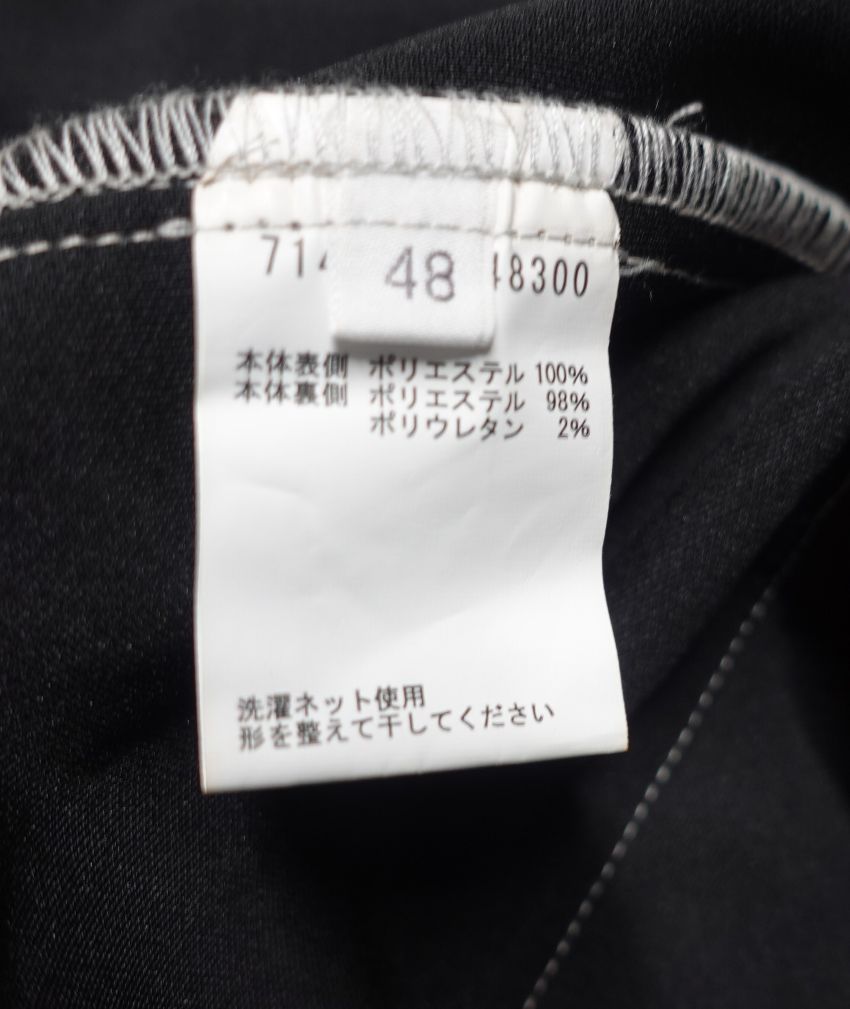 48
48300
本体表側 ポリエステル 100%
本体裏側 ポリエステル 98%
ポリウレタン 2%
洗濯ネット使用
形を整えて干してください